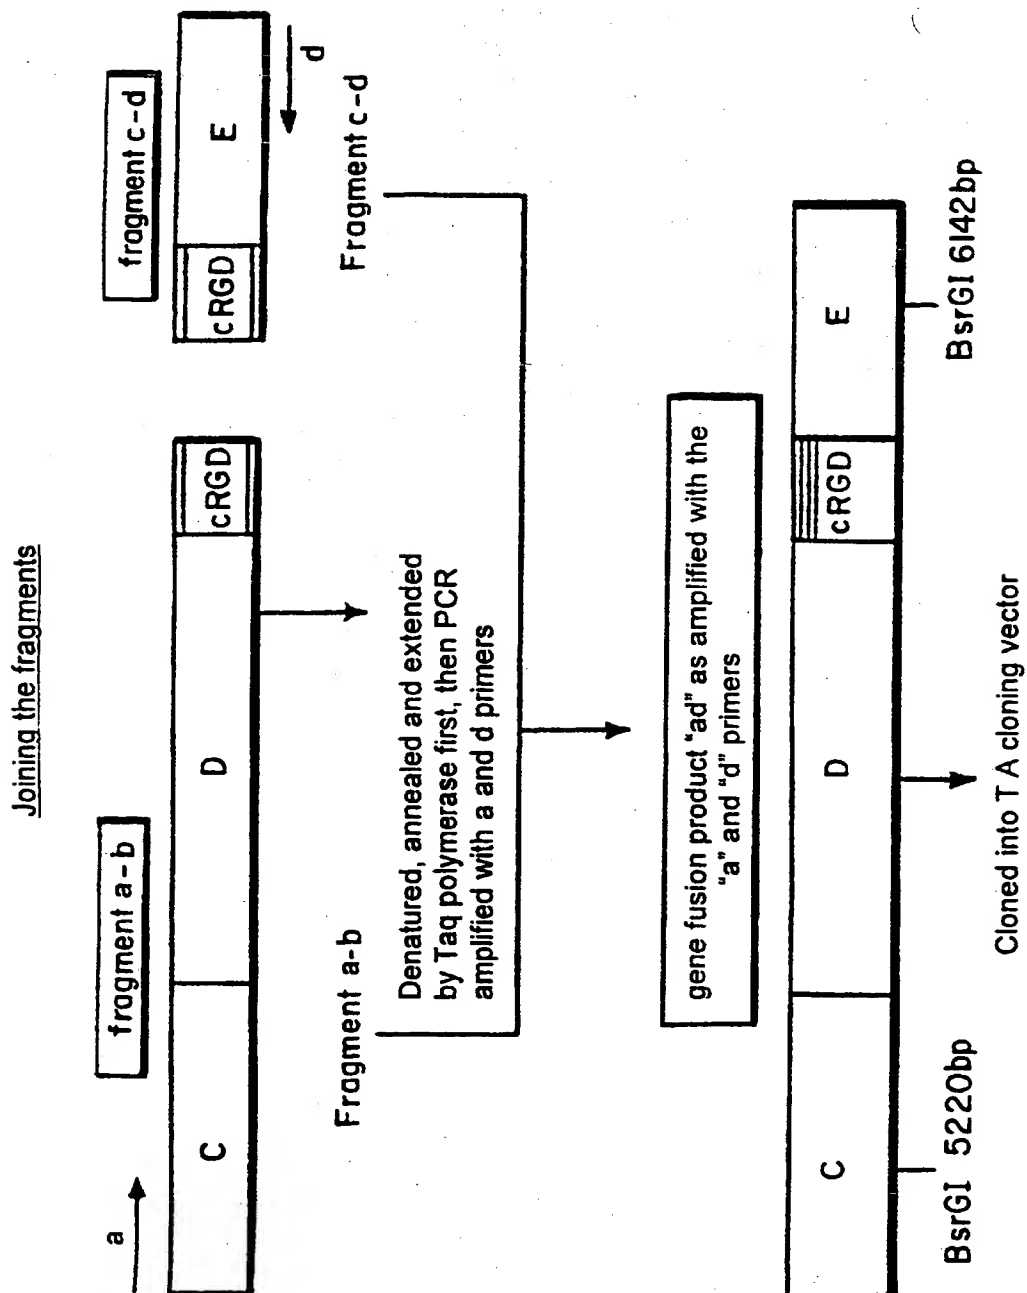 Joining the fragments
a
fragment a-b
fragment c-d
C
D
cRGD
cRGD
E
d
Fragment a-b
Fragment c-d
Denatured, annealed and extended
by Taq polymerase first, then PCR
amplified with a and d primers
gene fusion product "ad" as amplified with the
"a" and "d" primers
C
D
cRGD
E
BsrGI 5220bp
BsrGI 6142bp
Cloned into T A cloning vector